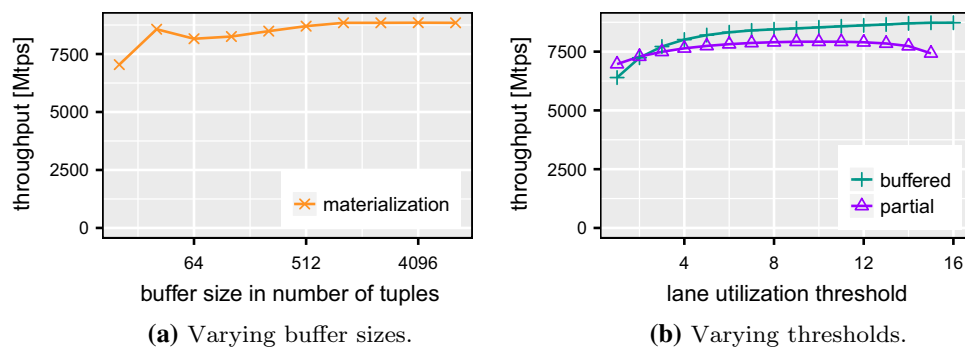 throughput [Mtps]
7500
5000
2500
0
materialization
64
512
4096
buffer size in number of tuples
(a) Varying buffer sizes.
throughput [Mtps]
7500
5000
2500
0
buffered
partial
4
8
12
16
lane utilization threshold
(b) Varying thresholds.